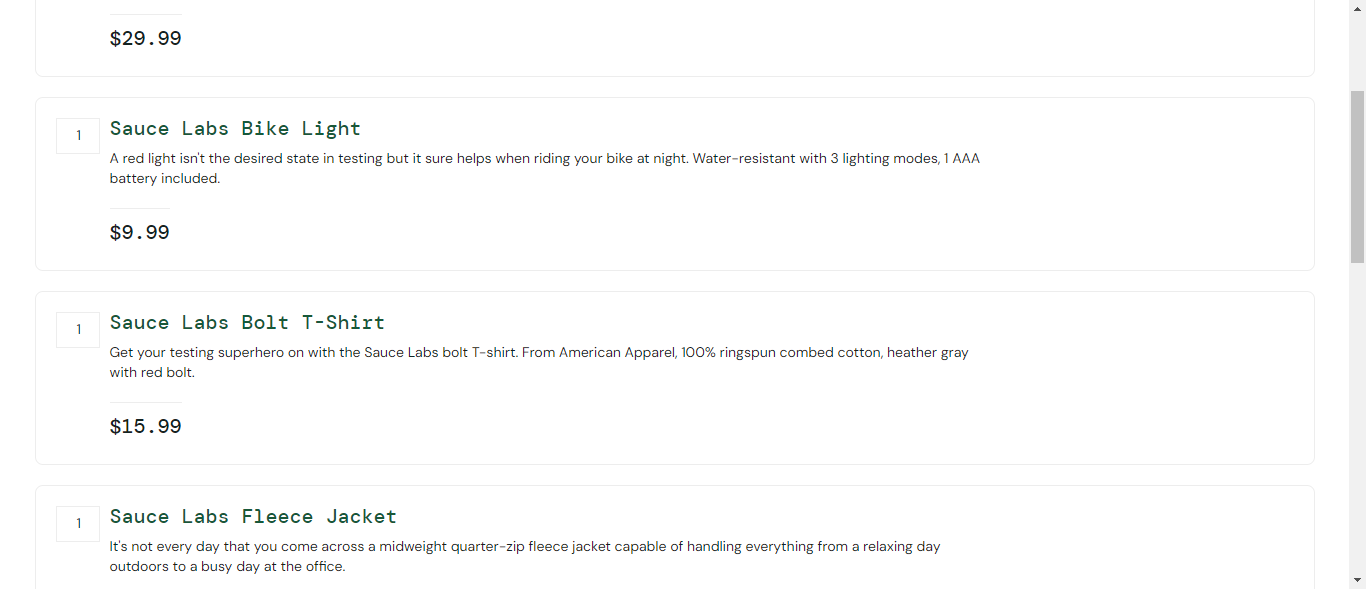 $29.99
1
Sauce Labs Bike Light
A red light isn't the desired state in testing but it sure helps when riding your bike at night. Water-resistant with 3 lighting modes, 1 AAA
battery included.
$9.99
1
Sauce Labs Bolt T-Shirt
Get your testing superhero on with the Sauce Labs bolt T-shirt. From American Apparel, 100% ringspun combed cotton, heather gray
with red bolt.
$15.99
1
Sauce Labs Fleece Jacket
It's not every day that you come across a midweight quarter-zip fleece jacket capable of handling everything from a relaxing day
outdoors to a busy day at the office.